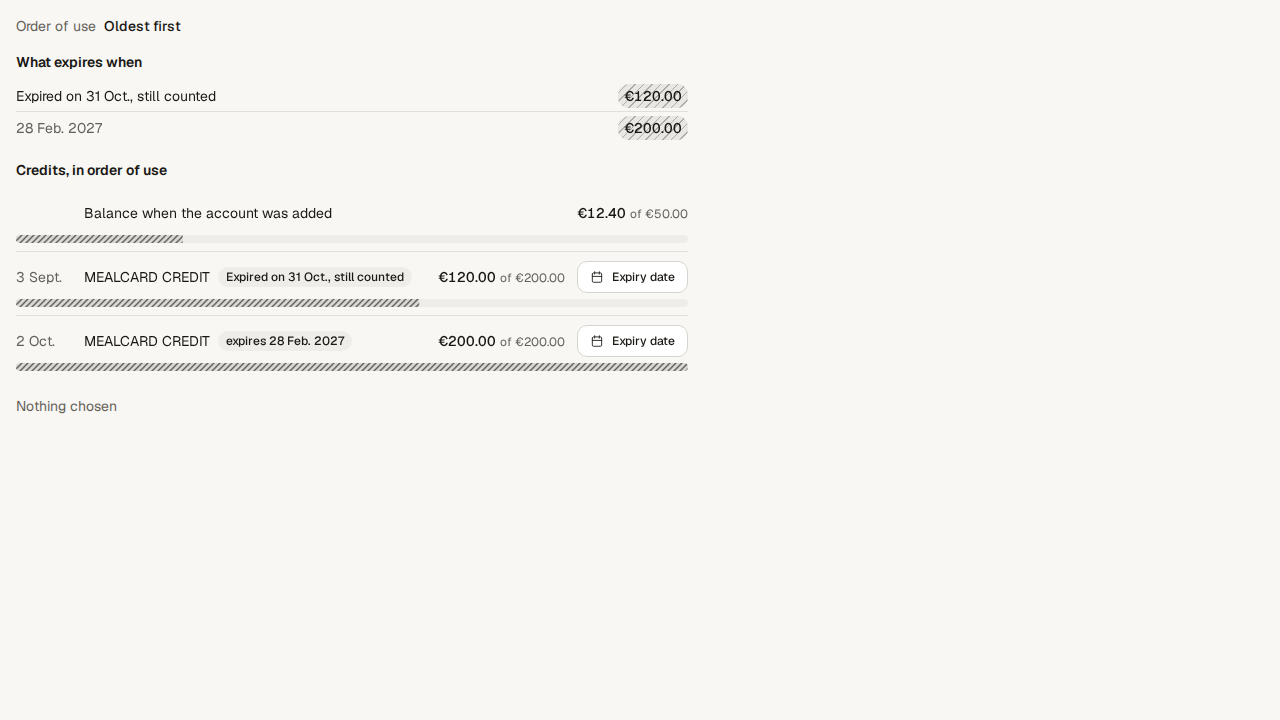 Order of use Oldest first
What expires when
Expired on 31 Oct., still counted €120.00
28 Feb. 2027 €200.00
Credits, in order of use
Balance when the account was added €12.40 of €50.00
3 Sept. MEALCARD CREDIT Expired on 31 Oct., still counted €120.00 of €200.00 Expiry date
2 Oct. MEALCARD CREDIT expires 28 Feb. 2027 €200.00 of €200.00 Expiry date
Nothing chosen